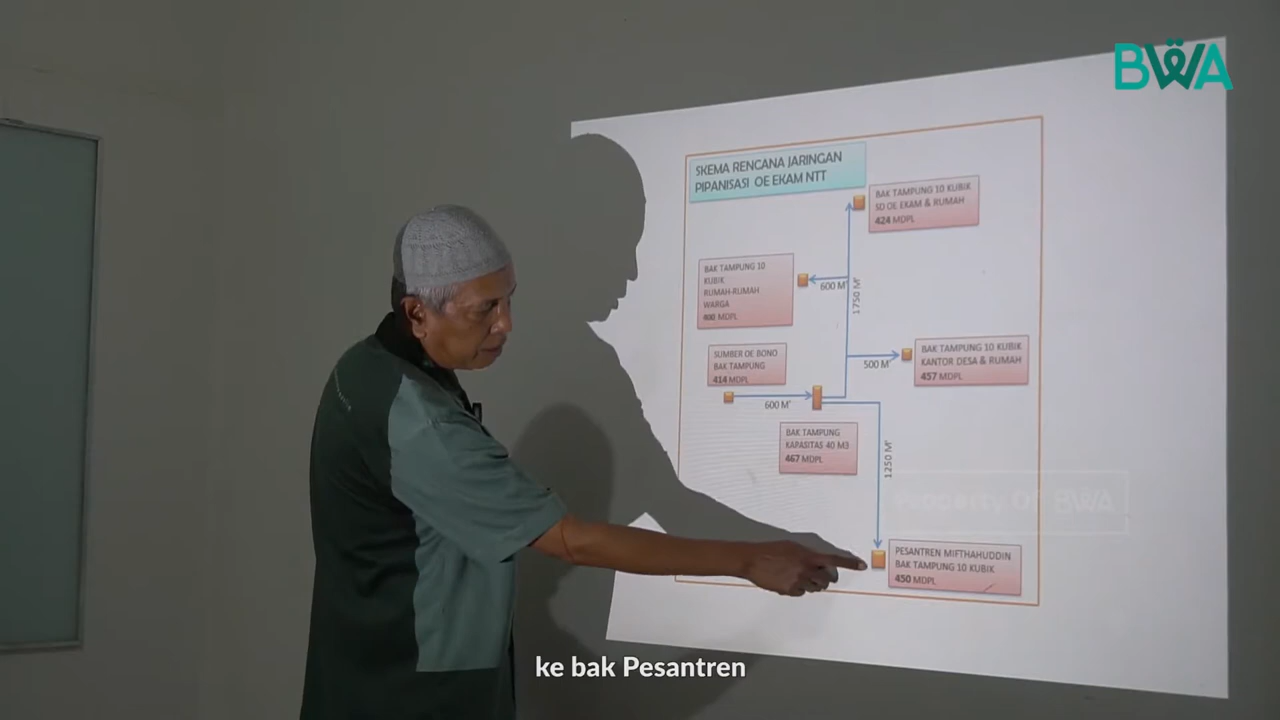 BWA
SKEMA RENCANA JARINGAN
PIPANISASI OE EKAM NTT
BAK TAMPUNG 10 KUBIK
SD OE EKAM & RUMAH
424 MDPL
BAK TAMPUNG 10
KUBIK
RUMAH-RUMAH
WARGA
400 MDPL
600 M'
1750 M'
SUMBER OE BONO
BAK TAMPUNG
414 MDPL
BAK TAMPUNG 10 KUBIK
KANTOR DESA & RUMAH
457 MDPL
500 M'
600 M'
BAK TAMPUNG
KAPASITAS 40 M3
467 MDPL
1250 M'
Property Of BWA
PESANTREN MIFTHAHUDDIN
BAK TAMPUNG 10 KUBIK
450 MDPL
ke bak Pesantren